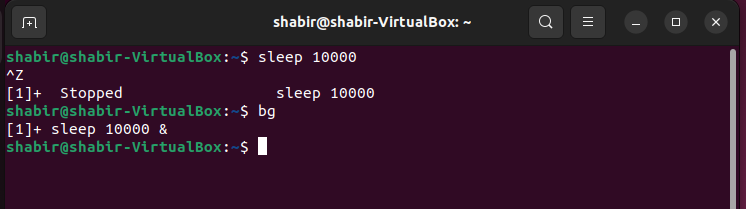 shabir@shabir-VirtualBox: ~
shabir@shabir-VirtualBox:~$ sleep 10000
^Z
[1]+  Stopped                 sleep 10000
shabir@shabir-VirtualBox:~$ bg
[1]+ sleep 10000 &
shabir@shabir-VirtualBox:~$